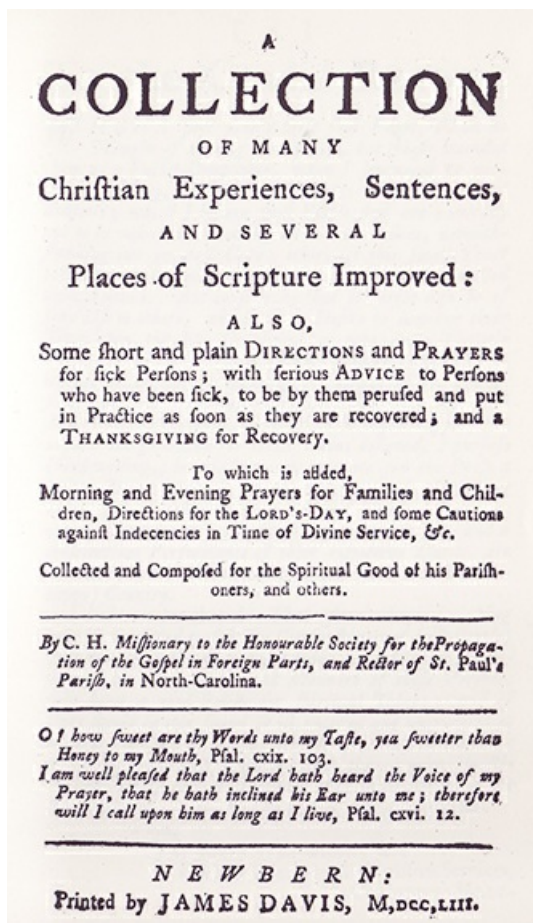 A
COLLECTION
OF MANY
Chriſtian Experiences, Sentences,
AND SEVERAL
Places of Scripture Improved:
ALSO,
Some ſhort and plain DIRECTIONS and PRAYERS
for ſick Perſons; with ſerious ADVICE to Perſons
who have been ſick, to be by them peruſed and put
in Practice as ſoon as they are recovered; and a
THANKSGIVING for Recovery.
To which is added,
Morning and Evening Prayers for Families and Chil-
dren, Directions for the LORD'S-DAY, and ſome Cautions
againſt Indecencies in Time of Divine Service, &c.
Collected and Compoſed for the Spiritual Good of his Pariſh-
oners, and others.
By C. H. Miſſionary to the Honourable Society for the Propaga-
tion of the Goſpel in Foreign Parts, and Rector of St. Paul's
Pariſh, in North-Carolina.
O! how ſweet are thy Words unto my Taſte, yea ſweeter than
Honey to my Mouth, Pſal. cxix. 103.
I am well pleaſed that the Lord hath heard the Voice of my
Prayer, that he hath inclined his Ear unto me; therefore
will I call upon him as long as I live, Pſal. cxvi. 12.
NEWBERN:
Printed by JAMES DAVIS, M,DCC,LIII.